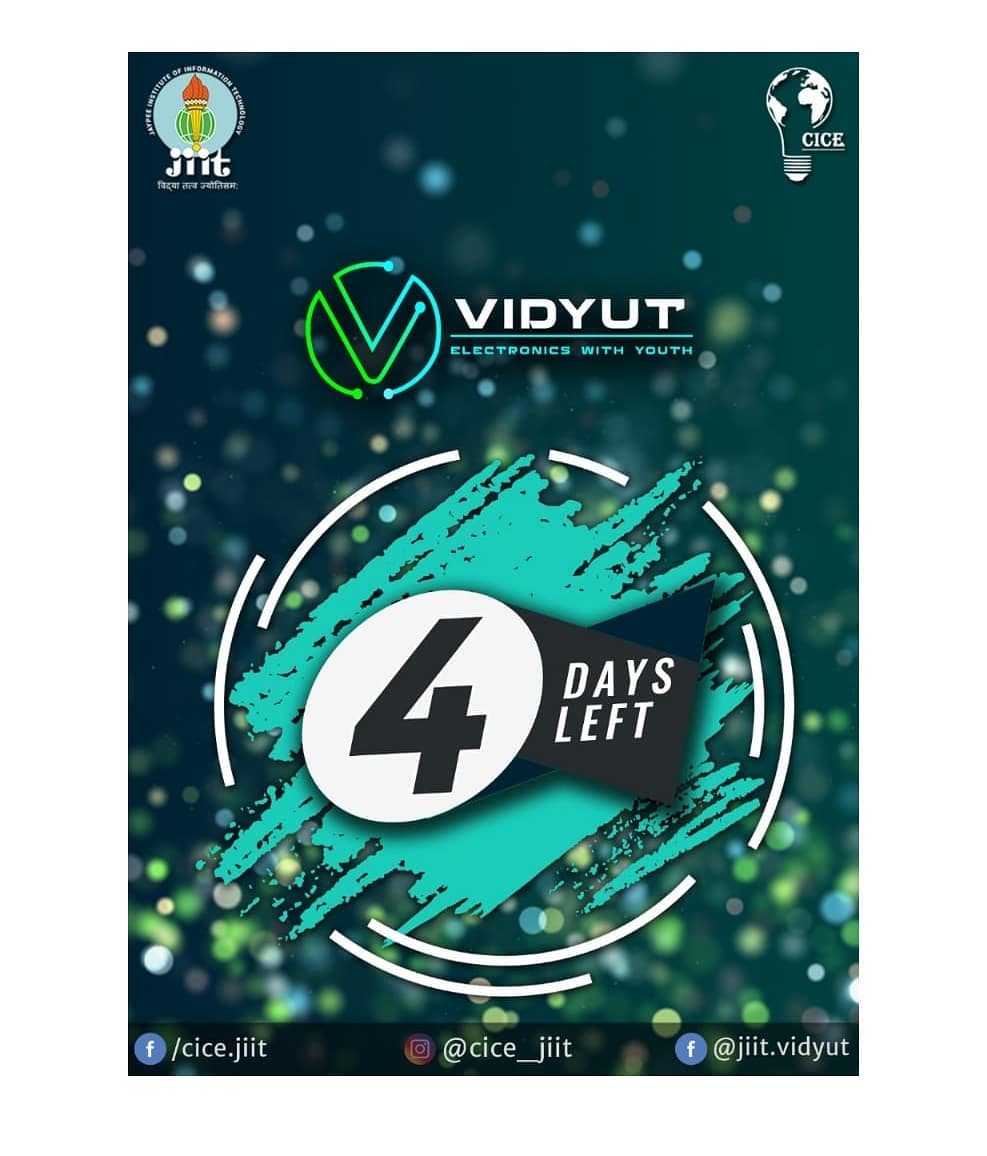 JAYPEE INSTITUTE OF INFORMATION TECHNOLOGY
jiit
विद्या तत्व ज्योतिसम:
CICE
VIDYUT
ELECTRONICS WITH YOUTH
4
DAYS
LEFT
/cice.jiit
@cice__jiit
@jiit.vidyut